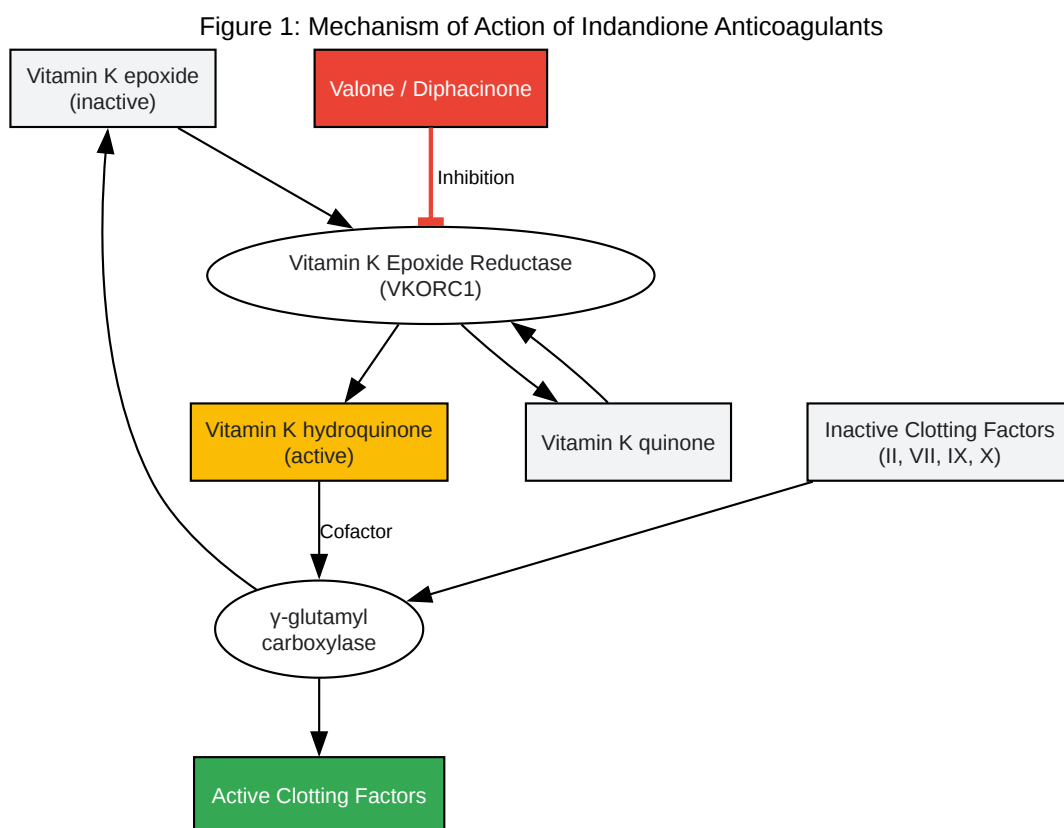 Figure 1: Mechanism of Action of Indandione Anticoagulants
Vitamin K epoxide
(inactive)
Valone / Diphacinone
Inhibition
Vitamin K Epoxide Reductase
(VKORC1)
Vitamin K hydroquinone
(active)
Vitamin K quinone
Inactive Clotting Factors
(II, VII, IX, X)
Cofactor
γ-glutamyl
carboxylase
Active Clotting Factors